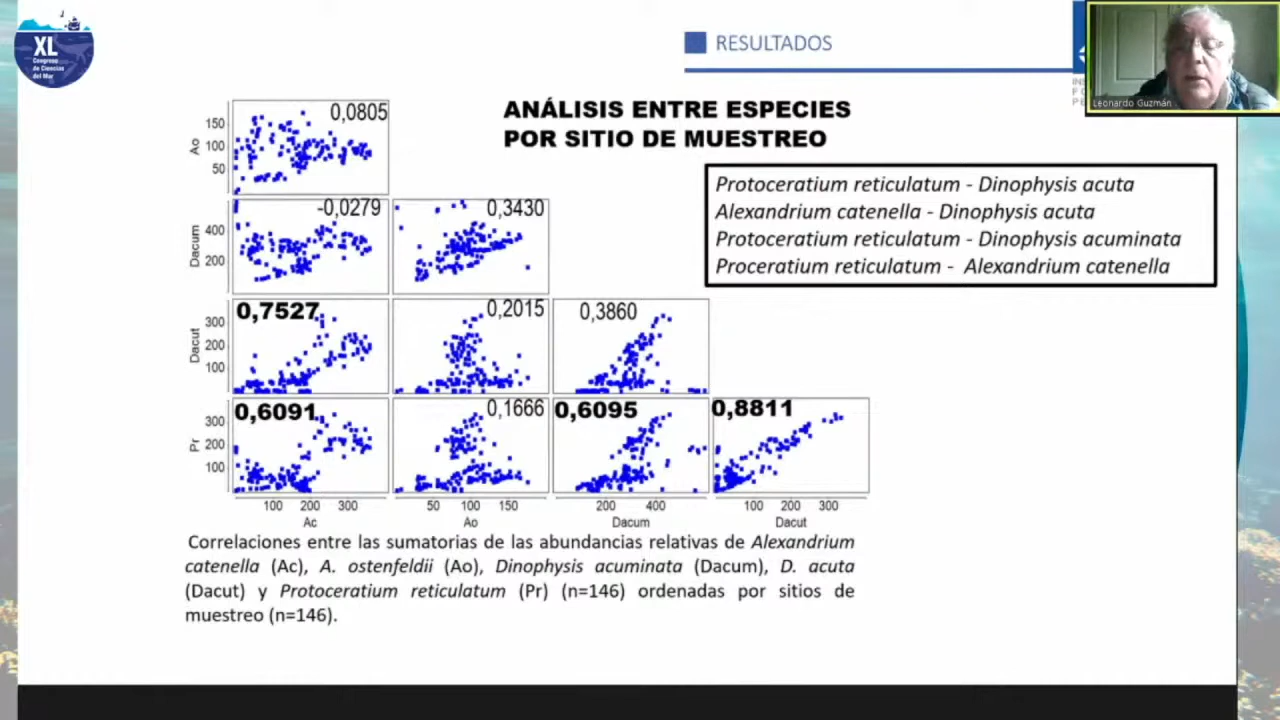 XL
Congreso
de Ciencias
del Mar
RESULTADOS
Leonardo Guzmán
ANÁLISIS ENTRE ESPECIES
POR SITIO DE MUESTREO
Protoceratium reticulatum - Dinophysis acuta
Alexandrium catenella - Dinophysis acuta
Protoceratium reticulatum - Dinophysis acuminata
Proceratium reticulatum - Alexandrium catenella
Ao
150
100
50
0,0805
Dacum
400
200
-0,0279
0,3430
Dacut
300
200
100
0,7527
0,2015
0,3860
Pr
300
200
100
0,6091
0,1666
0,6095
0,8811
100 200 300
50 100 150
200 400
100 200 300
Ac
Ao
Dacum
Dacut
Correlaciones entre las sumatorias de las abundancias relativas de Alexandrium
catenella (Ac), A. ostenfeldii (Ao), Dinophysis acuminata (Dacum), D. acuta
(Dacut) y Protoceratium reticulatum (Pr) (n=146) ordenadas por sitios de
muestreo (n=146).